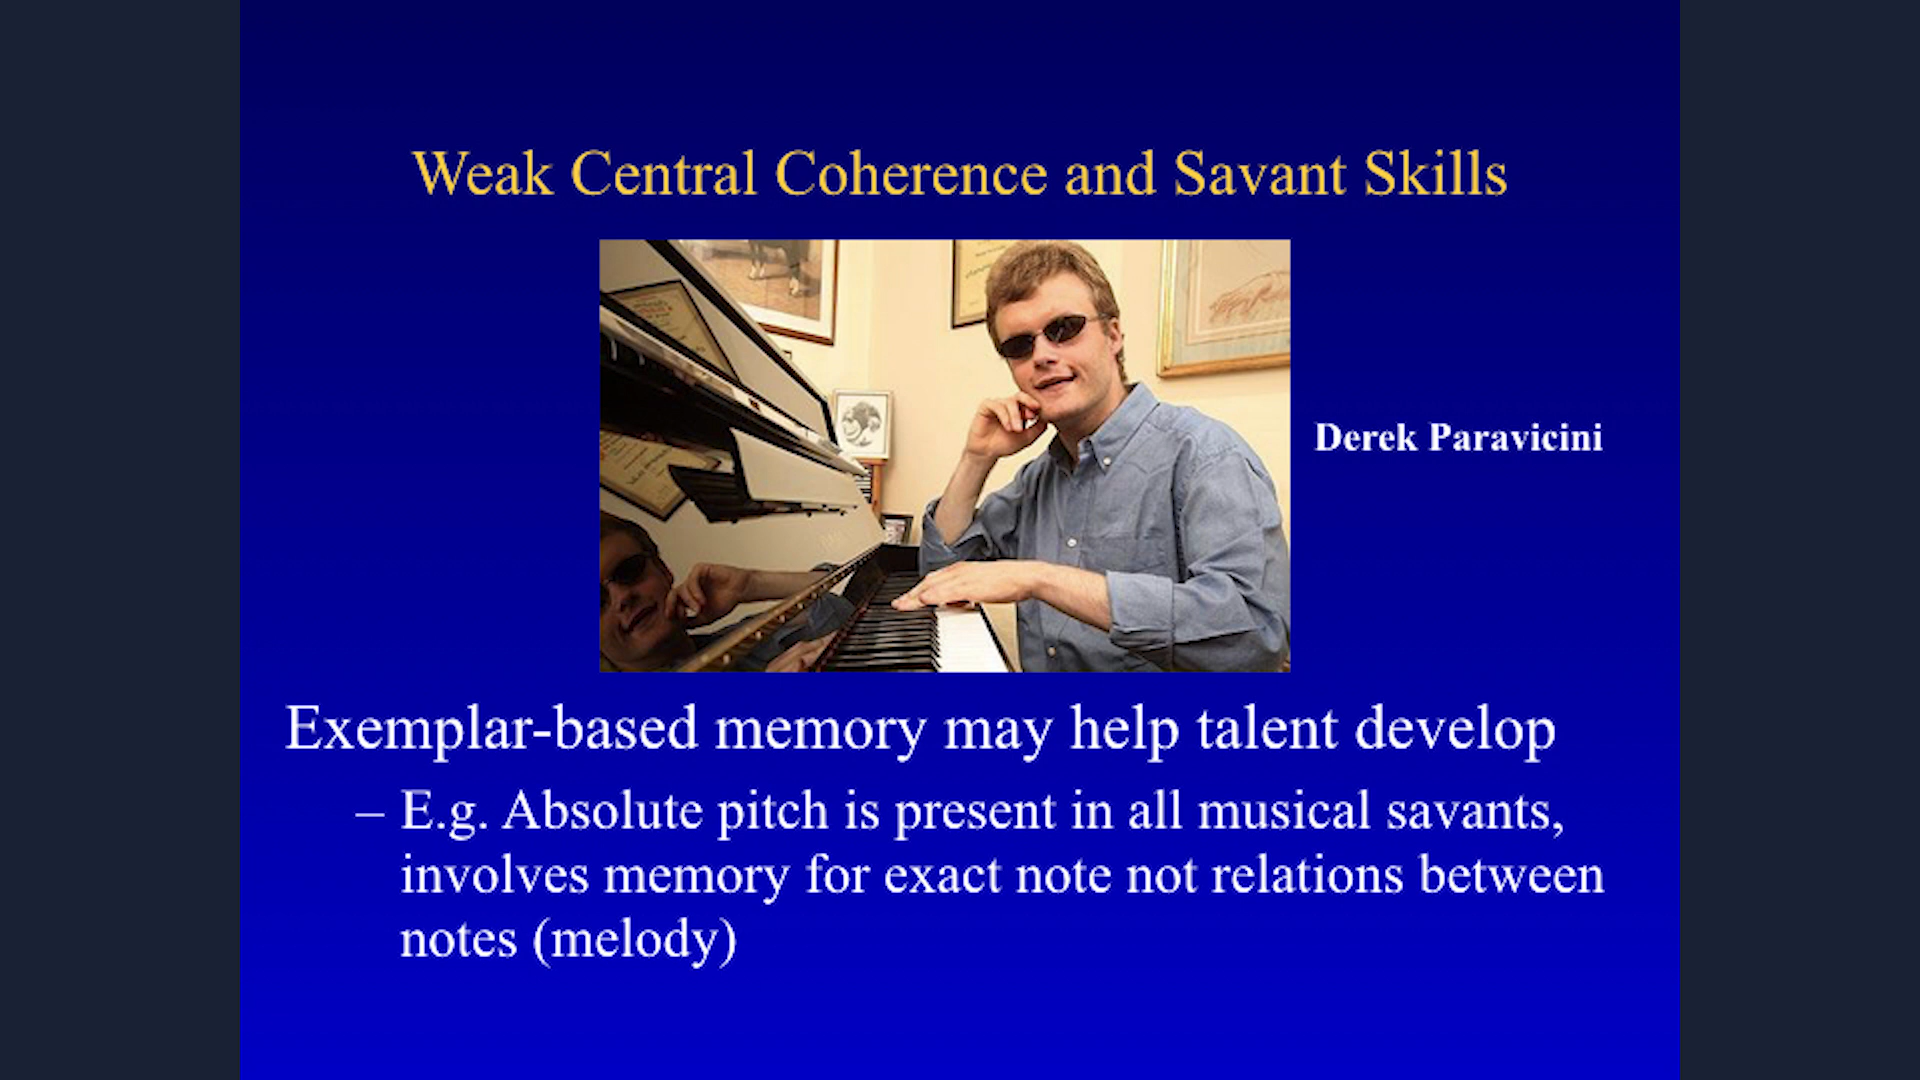 Weak Central Coherence and Savant Skills
Derek Paravicini
Exemplar-based memory may help talent develop
– E.g. Absolute pitch is present in all musical savants,
involves memory for exact note not relations between
notes (melody)